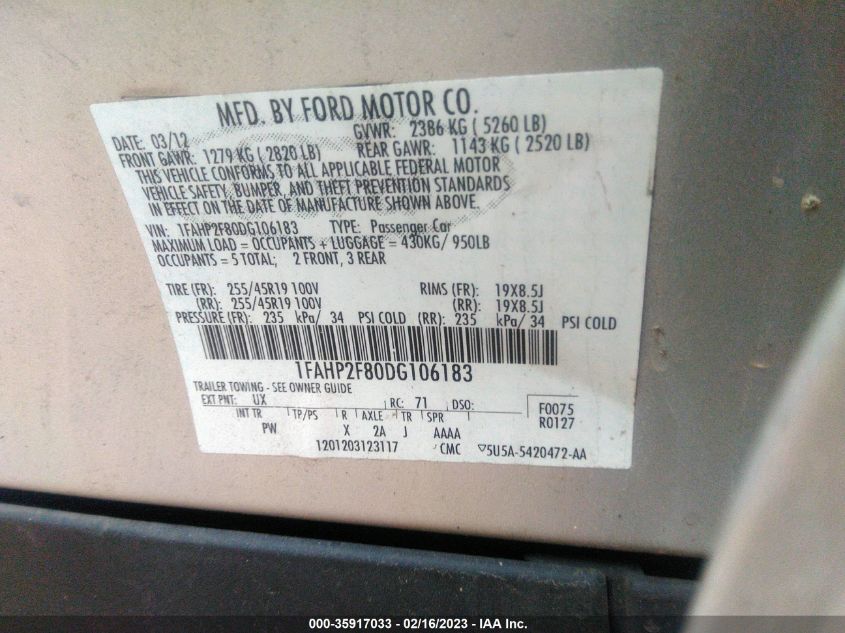 MFD. BY FORD MOTOR CO.
DATE: 03/12 GVWR: 2386 KG ( 5260 LB)
FRONT GAWR: 1279 KG ( 2820 LB) REAR GAWR: 1143 KG ( 2520 LB)
THIS VEHICLE CONFORMS TO ALL APPLICABLE FEDERAL MOTOR
VEHICLE SAFETY, BUMPER, AND THEFT PREVENTION STANDARDS
IN EFFECT ON THE DATE OF MANUFACTURE SHOWN ABOVE.
VIN: 1FAHP2F80DG106183 TYPE: Passenger Car
MAXIMUM LOAD = OCCUPANTS + LUGGAGE = 430KG/ 950LB
OCCUPANTS = 5 TOTAL; 2 FRONT, 3 REAR
TIRE (FR): 255/45R19 100V RIMS (FR): 19X8.5J
(RR): 255/45R19 100V (RR): 19X8.5J
PRESSURE (FR): 235 kPa/ 34 PSI COLD (RR): 235 kPa/ 34 PSI COLD
1FAHP2F80DG106183
TRAILER TOWING - SEE OWNER GUIDE
EXT PNT: UX RC: 71 DSO: F0075
INT TR TP/PS R AXLE TR SPR R0127
PW X 2A J AAAA
1201203123117 CMC ▽5U5A-5420472-AA
000-35917033 - 02/16/2023 - IAA Inc.